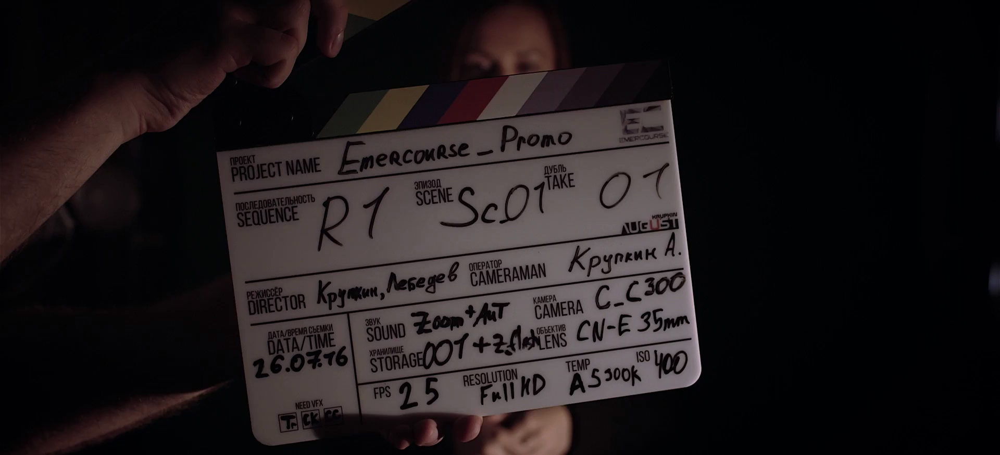 EC
EMERCOURSE
ПРОЕКТ
PROJECT NAME Emercourse_Promo
ПОСЛЕДОВАТЕЛЬНОСТЬ
SEQUENCE R1
ЭПИЗОД
SCENE Sc01
ДУБЛЬ
TAKE 01
KRUPKIN
AUGUST
РЕЖИССЁР
DIRECTOR Крупкин, Лебедев
ОПЕРАТОР
CAMERAMAN Крупкин А.
ДАТА/ВРЕМЯ СЪЕМКИ
DATA/TIME
26.07.16
ЗВУК
SOUND Zoom+AuT
КАМЕРА
CAMERA C_C300
ХРАНИЛИЩЕ
STORAGE 001+Z.flash
ОБЪЕКТИВ
LENS CN-E 35mm
FPS 25
RESOLUTION
Full HD
TEMP
A5300K
ISO 400
NEED VFX
Tr CK CC